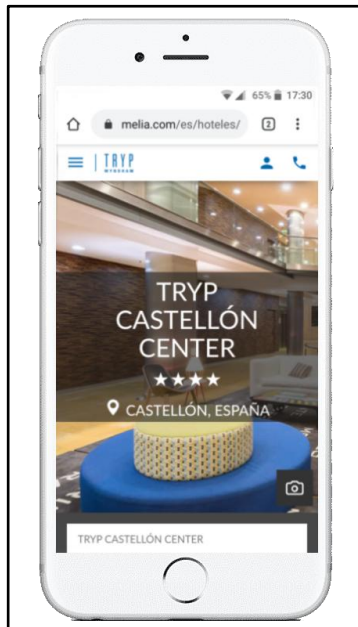 65% 17:30
melia.com/es/hoteles/ 2
TRYP
WYNDHAM
TRYP
CASTELLÓN
CENTER
CASTELLÓN, ESPAÑA
TRYP CASTELLÓN CENTER